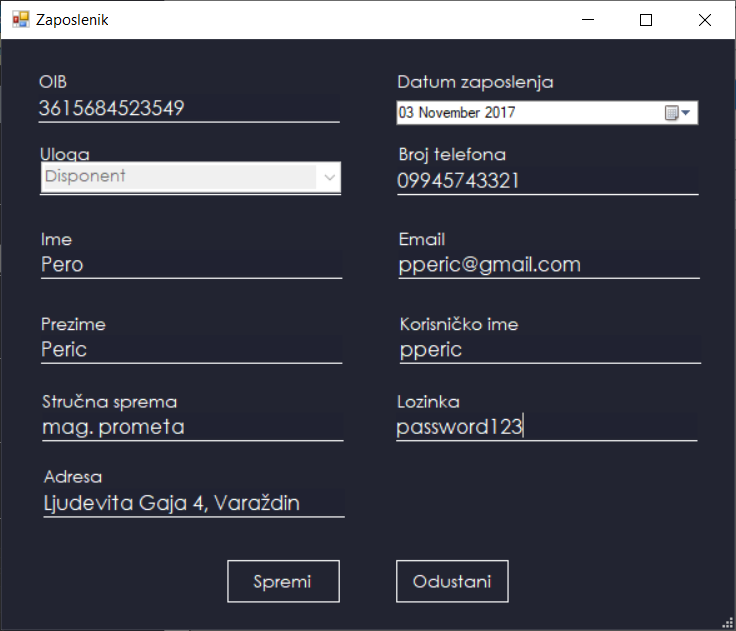 Zaposlenik
OIB
3615684523549
Uloga
Disponent
Ime
Pero
Prezime
Peric
Stručna sprema
mag. prometa
Adresa
Ljudevita Gaja 4, Varaždin
Datum zaposlenja
03 November 2017
Broj telefona
09945743321
Email
pperic@gmail.com
Korisničko ime
pperic
Lozinka
password123
Spremi
Odustani